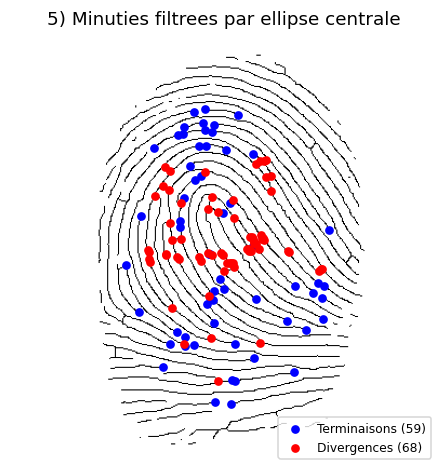 5) Minuties filtrees par ellipse centrale
Terminaisons (59)
Divergences (68)